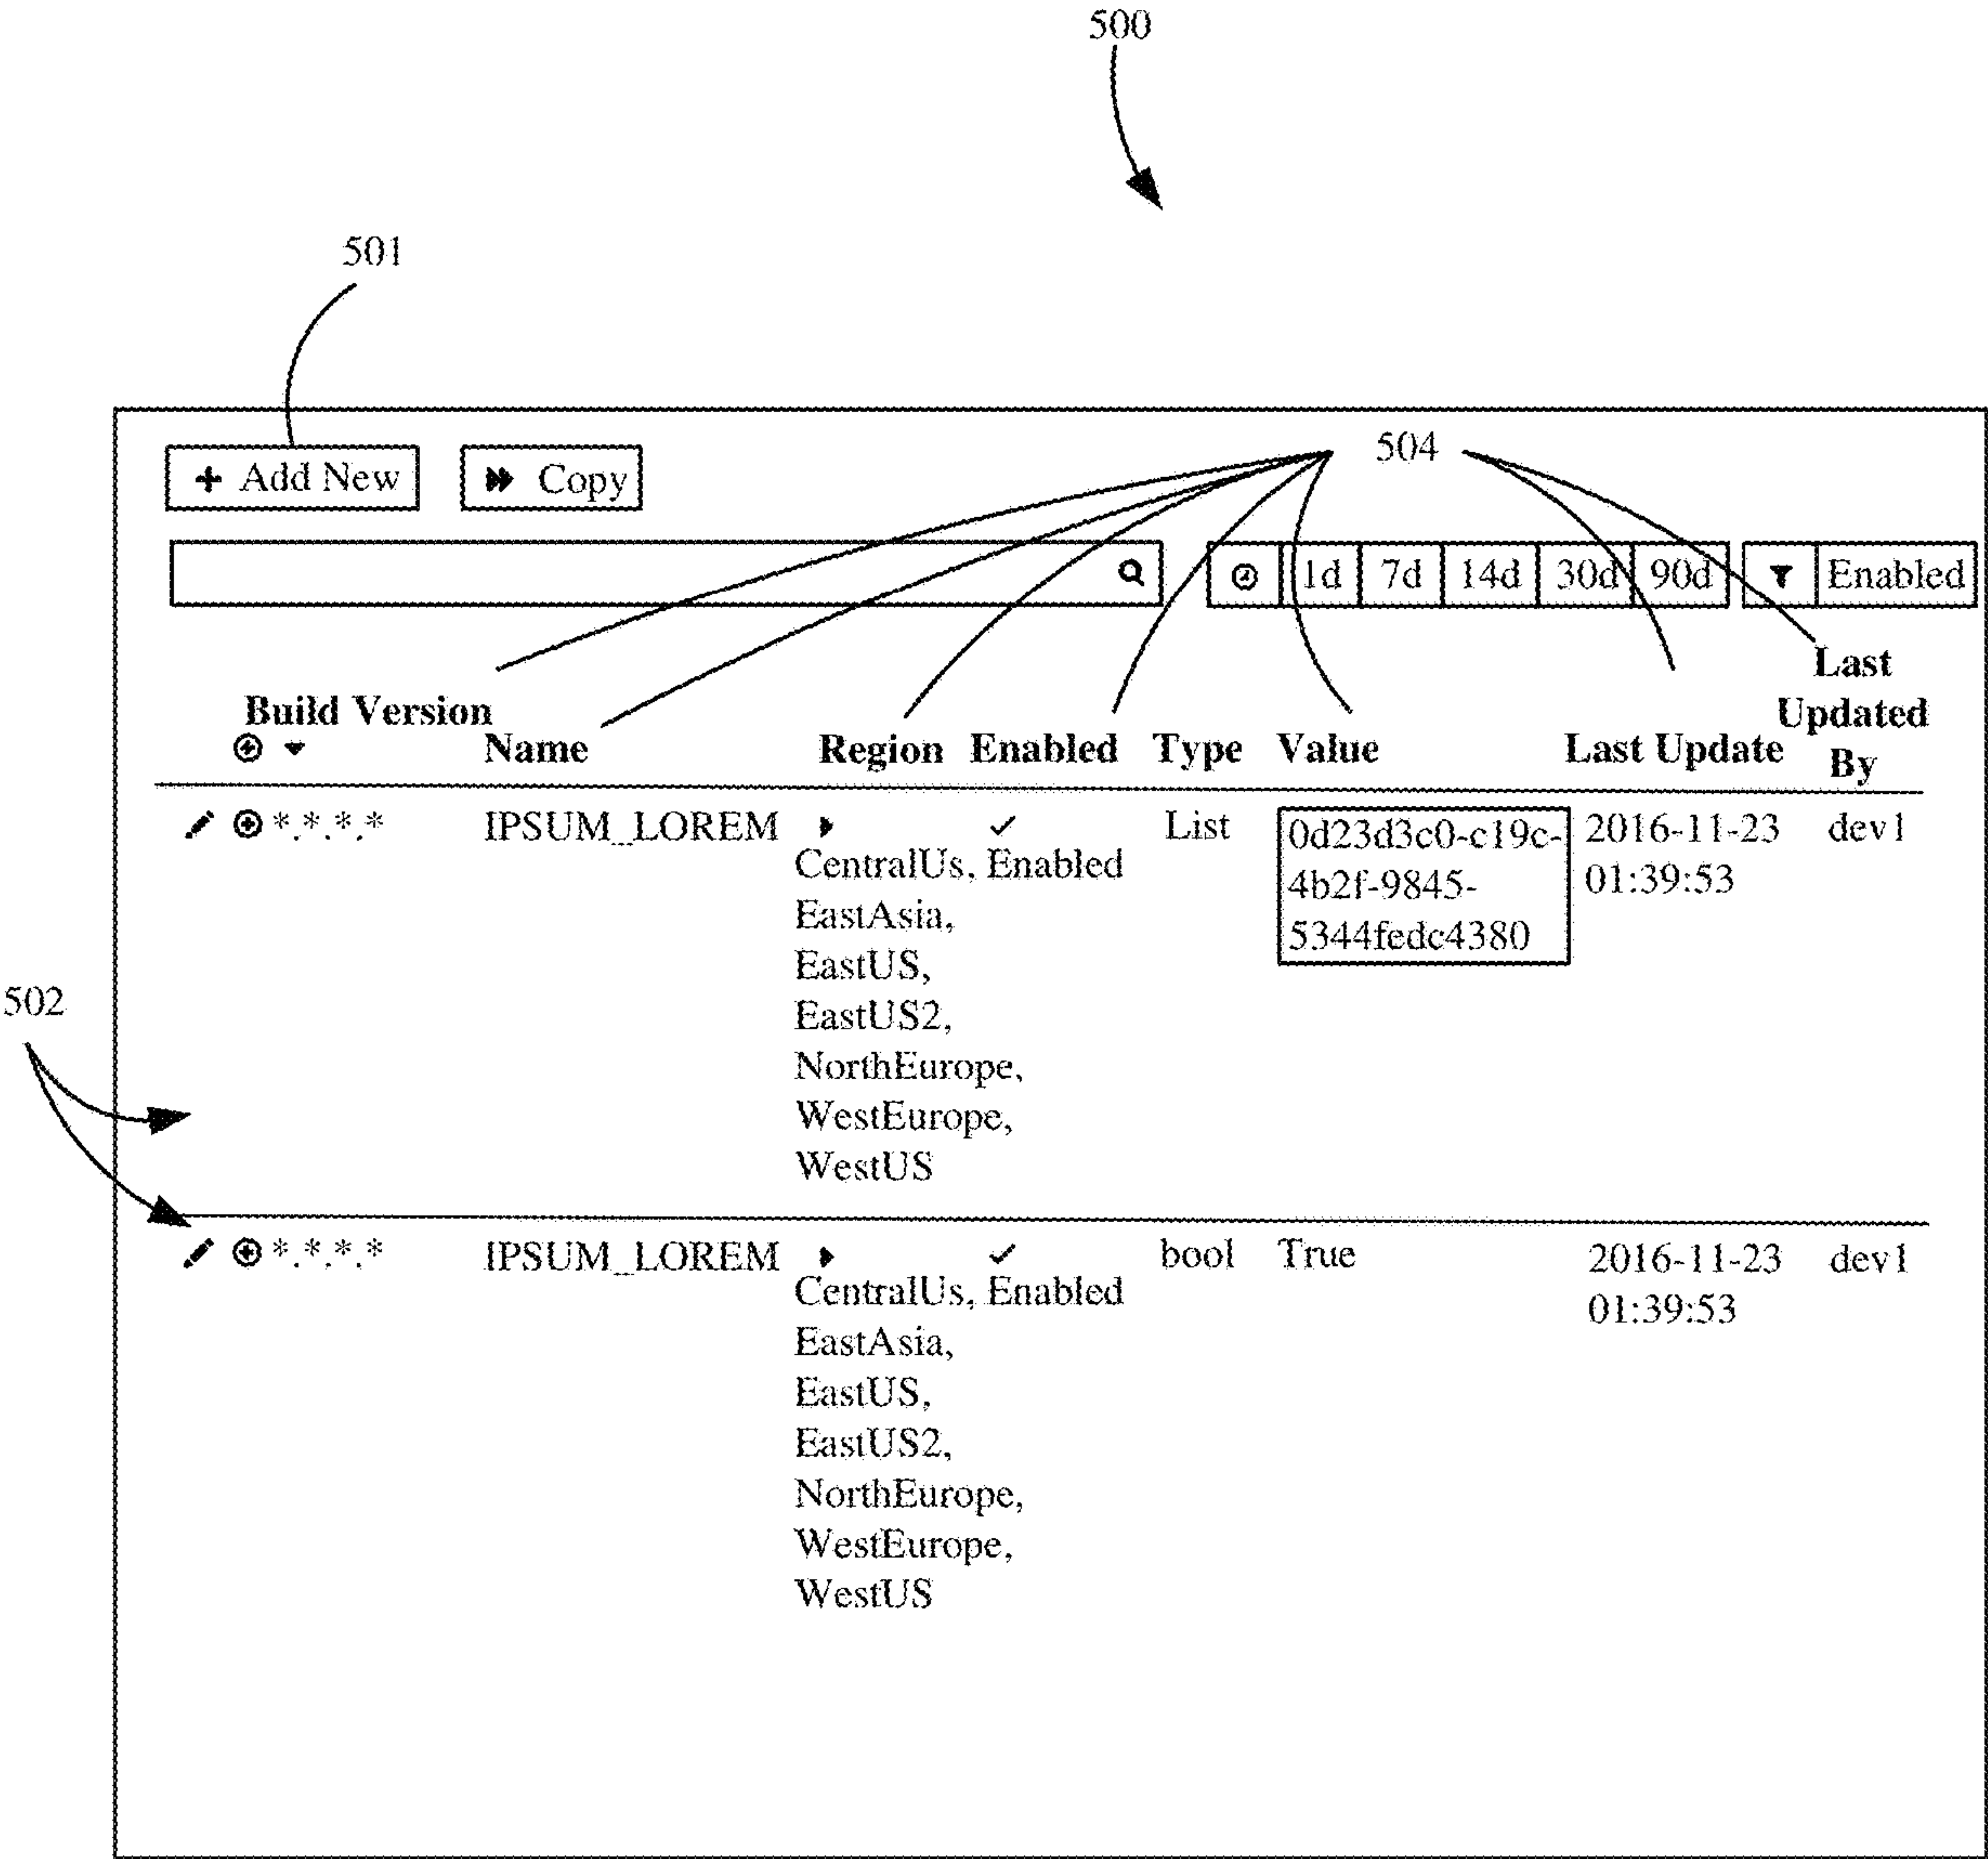 500
501
504
+ Add New Copy
1d 7d 14d 30d 90d Enabled
Build Version Name Region Enabled Type Value Last Update Last Updated By
*.*.*.* IPSUM_LOREM List 0d23d3c0-c19c- 2016-11-23 dev1
CentralUs, Enabled 4b2f-9845- 01:39:53
EastAsia, 5344fedc4380
EastUS,
EastUS2,
502
NorthEurope,
WestEurope,
WestUS
*.*.*.* IPSUM_LOREM bool True 2016-11-23 dev1
CentralUs, Enabled 01:39:53
EastAsia,
EastUS,
EastUS2,
NorthEurope,
WestEurope,
WestUS